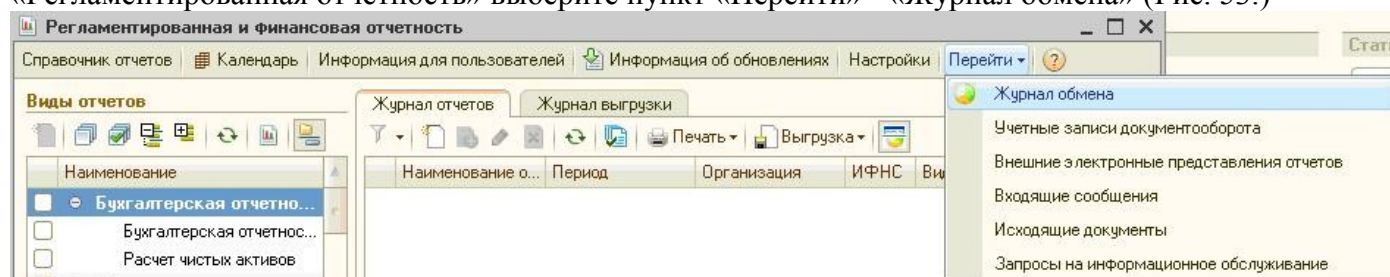 «Регламентированная и финансовая отчетность» выберите пункт «Перейти» - «Журнал обмена» (Рис. 53.)
Регламентированная и финансовая отчетность
Справочник отчетов Календарь Информация для пользователей Информация об обновлениях Настройки Перейти
Виды отчетов
Журнал отчетов Журнал выгрузки
Печать Выгрузка
Наименование
Наименование о... Период Организация ИФНС
Бухгалтерская отчетно...
Бухгалтерская отчетнос...
Расчет чистых активов
Журнал обмена
Учетные записи документооборота
Внешние электронные представления отчетов
Входящие сообщения
Исходящие документы
Запросы на информационное обслуживание